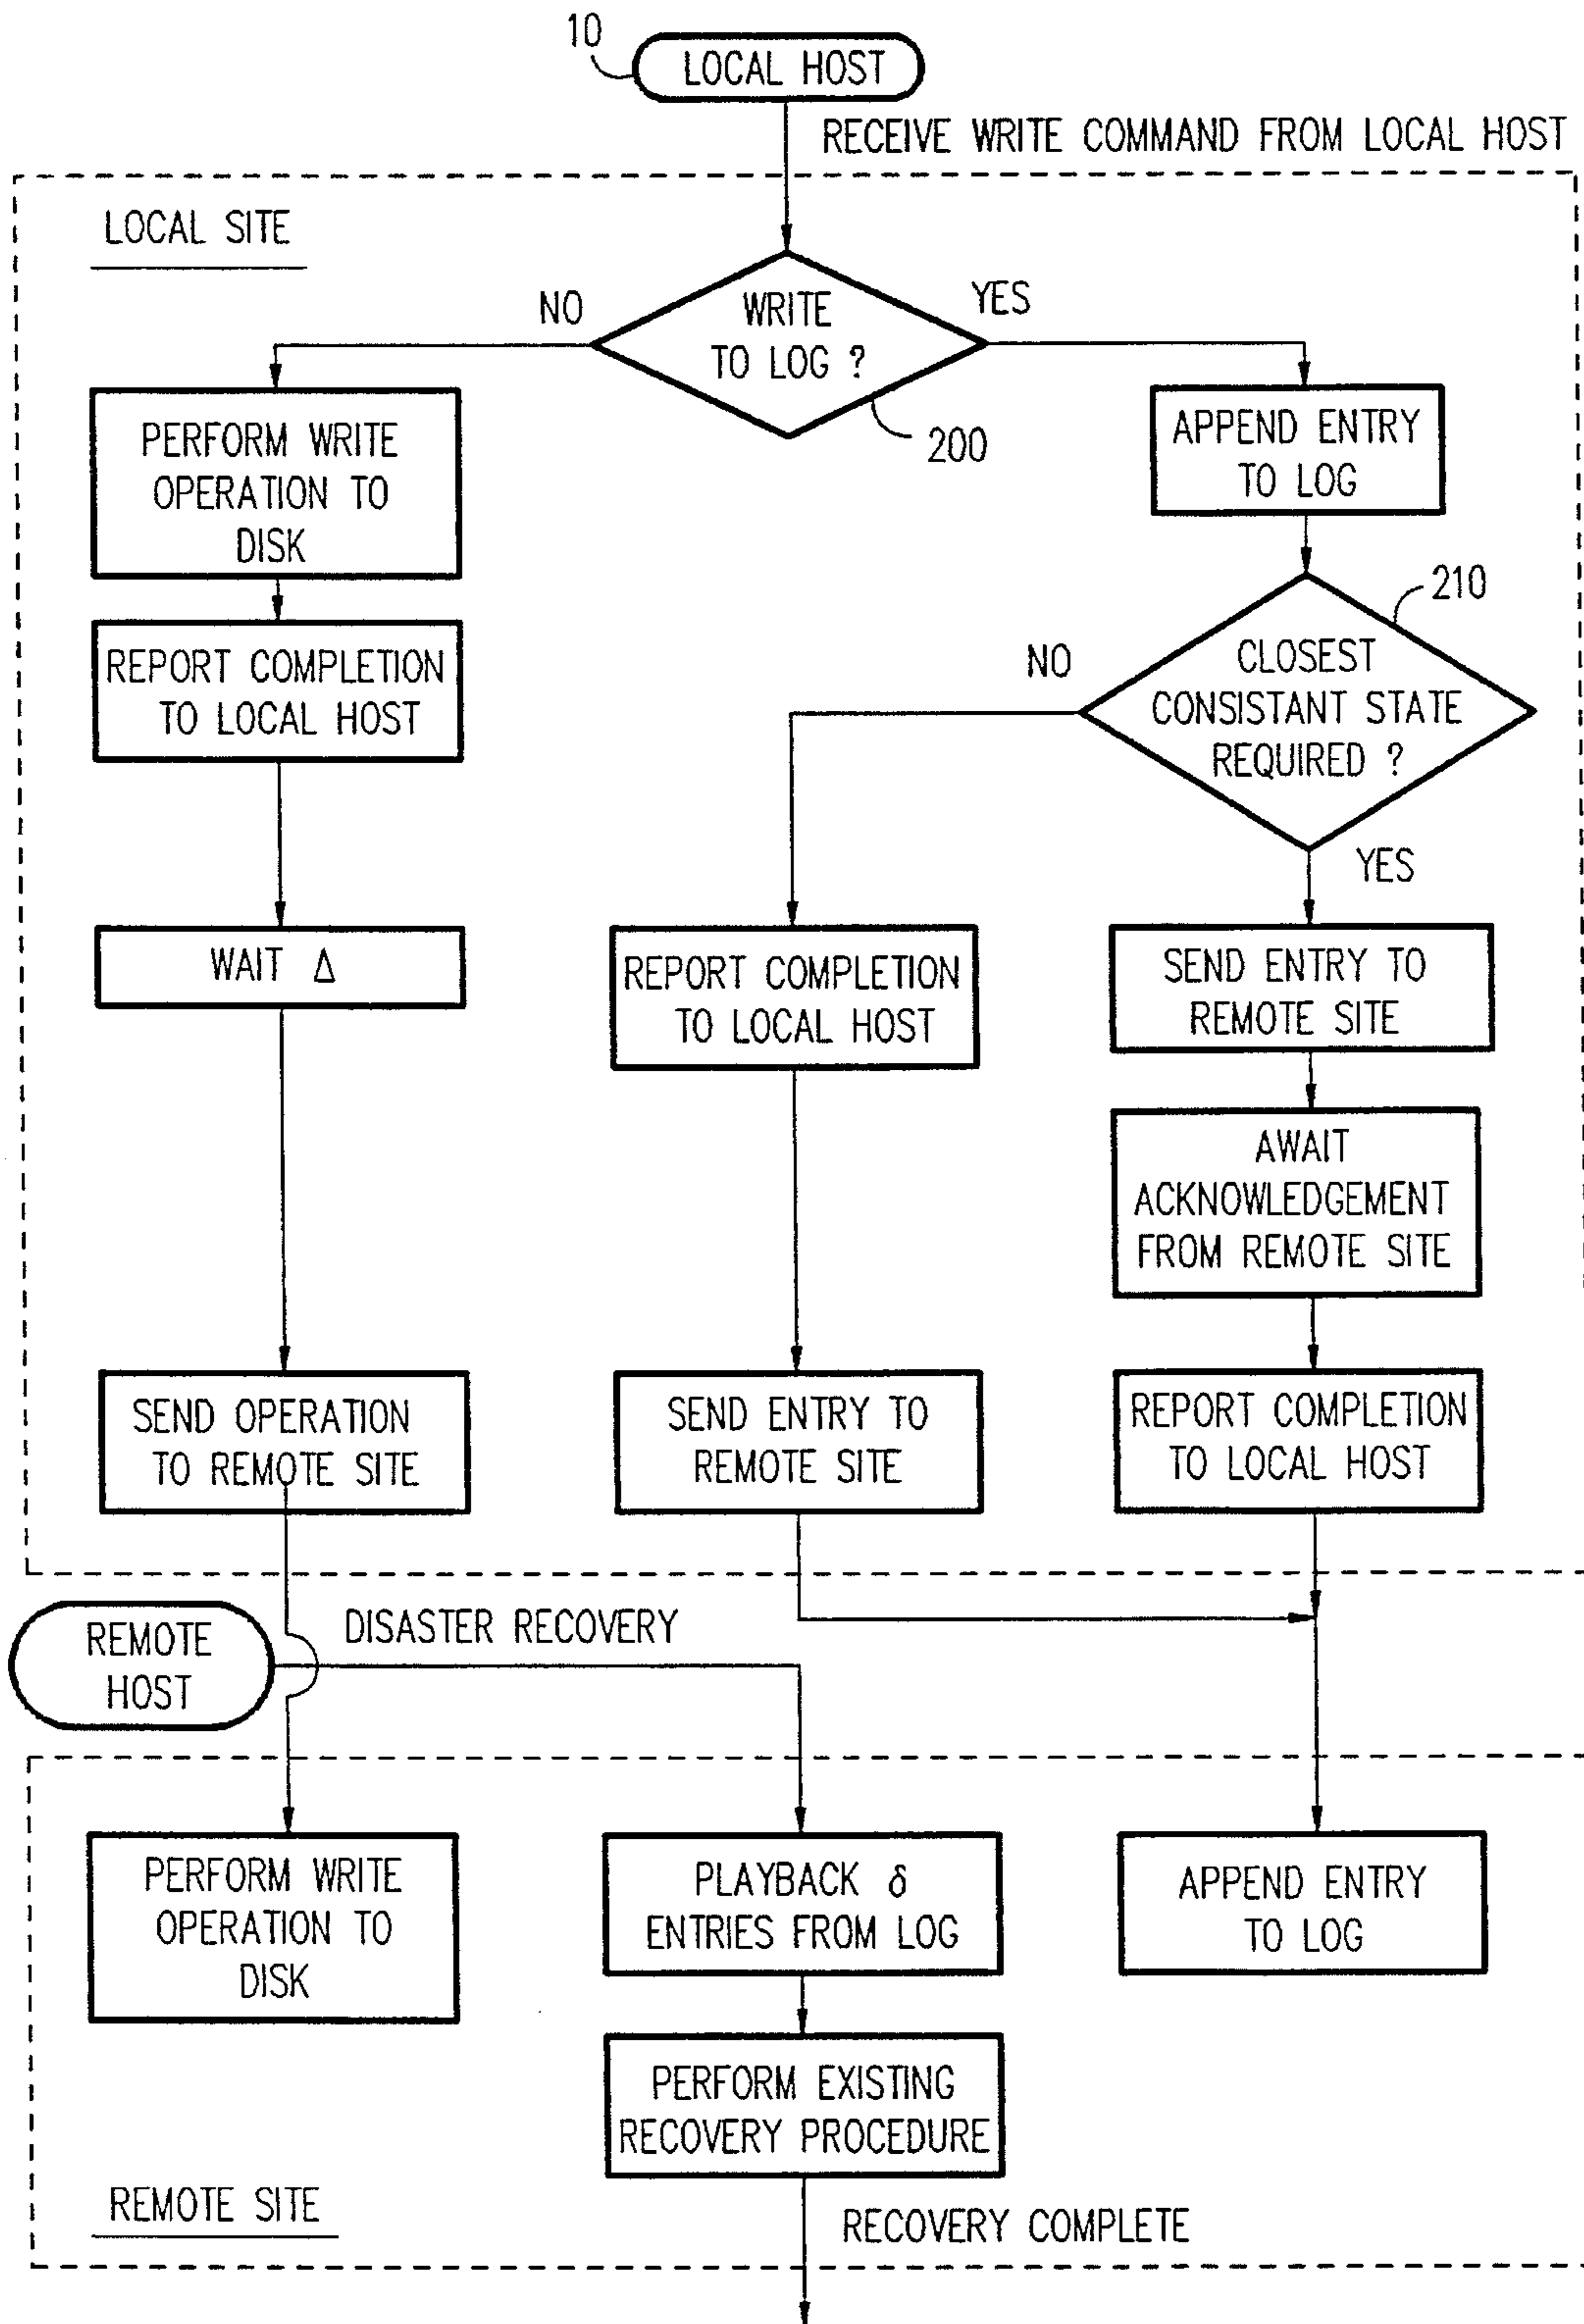 10
LOCAL HOST
RECEIVE WRITE COMMAND FROM LOCAL HOST
LOCAL SITE
NO
WRITE
TO LOG ?
YES
200
PERFORM WRITE
OPERATION TO
DISK
APPEND ENTRY
TO LOG
REPORT COMPLETION
TO LOCAL HOST
210
NO
CLOSEST
CONSISTANT STATE
REQUIRED ?
YES
WAIT Δ
REPORT COMPLETION
TO LOCAL HOST
SEND ENTRY TO
REMOTE SITE
AWAIT
ACKNOWLEDGEMENT
FROM REMOTE SITE
SEND OPERATION
TO REMOTE SITE
SEND ENTRY TO
REMOTE SITE
REPORT COMPLETION
TO LOCAL HOST
REMOTE
HOST
DISASTER RECOVERY
PERFORM WRITE
OPERATION TO
DISK
PLAYBACK δ
ENTRIES FROM LOG
APPEND ENTRY
TO LOG
PERFORM EXISTING
RECOVERY PROCEDURE
REMOTE SITE
RECOVERY COMPLETE